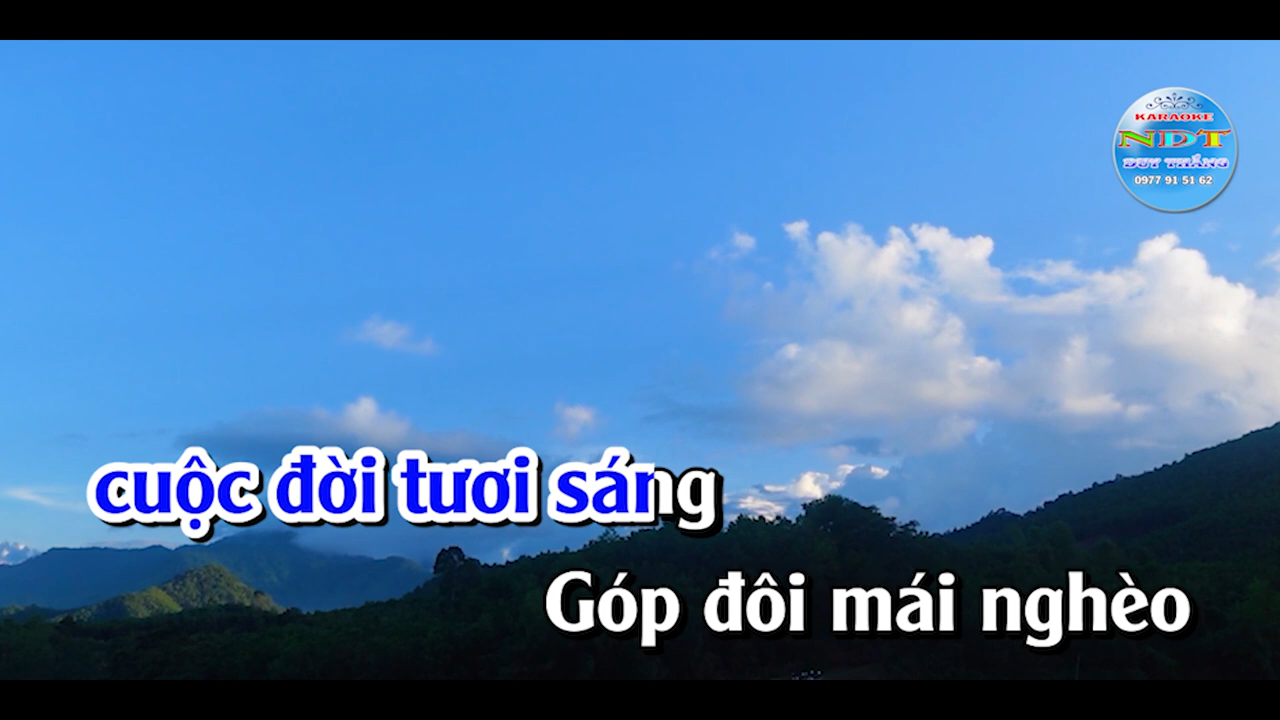 KARAOKE
NDT
DUY THẮNG
0977 91 51 62
cuộc đời tươi sáng
Góp đôi mái nghèo